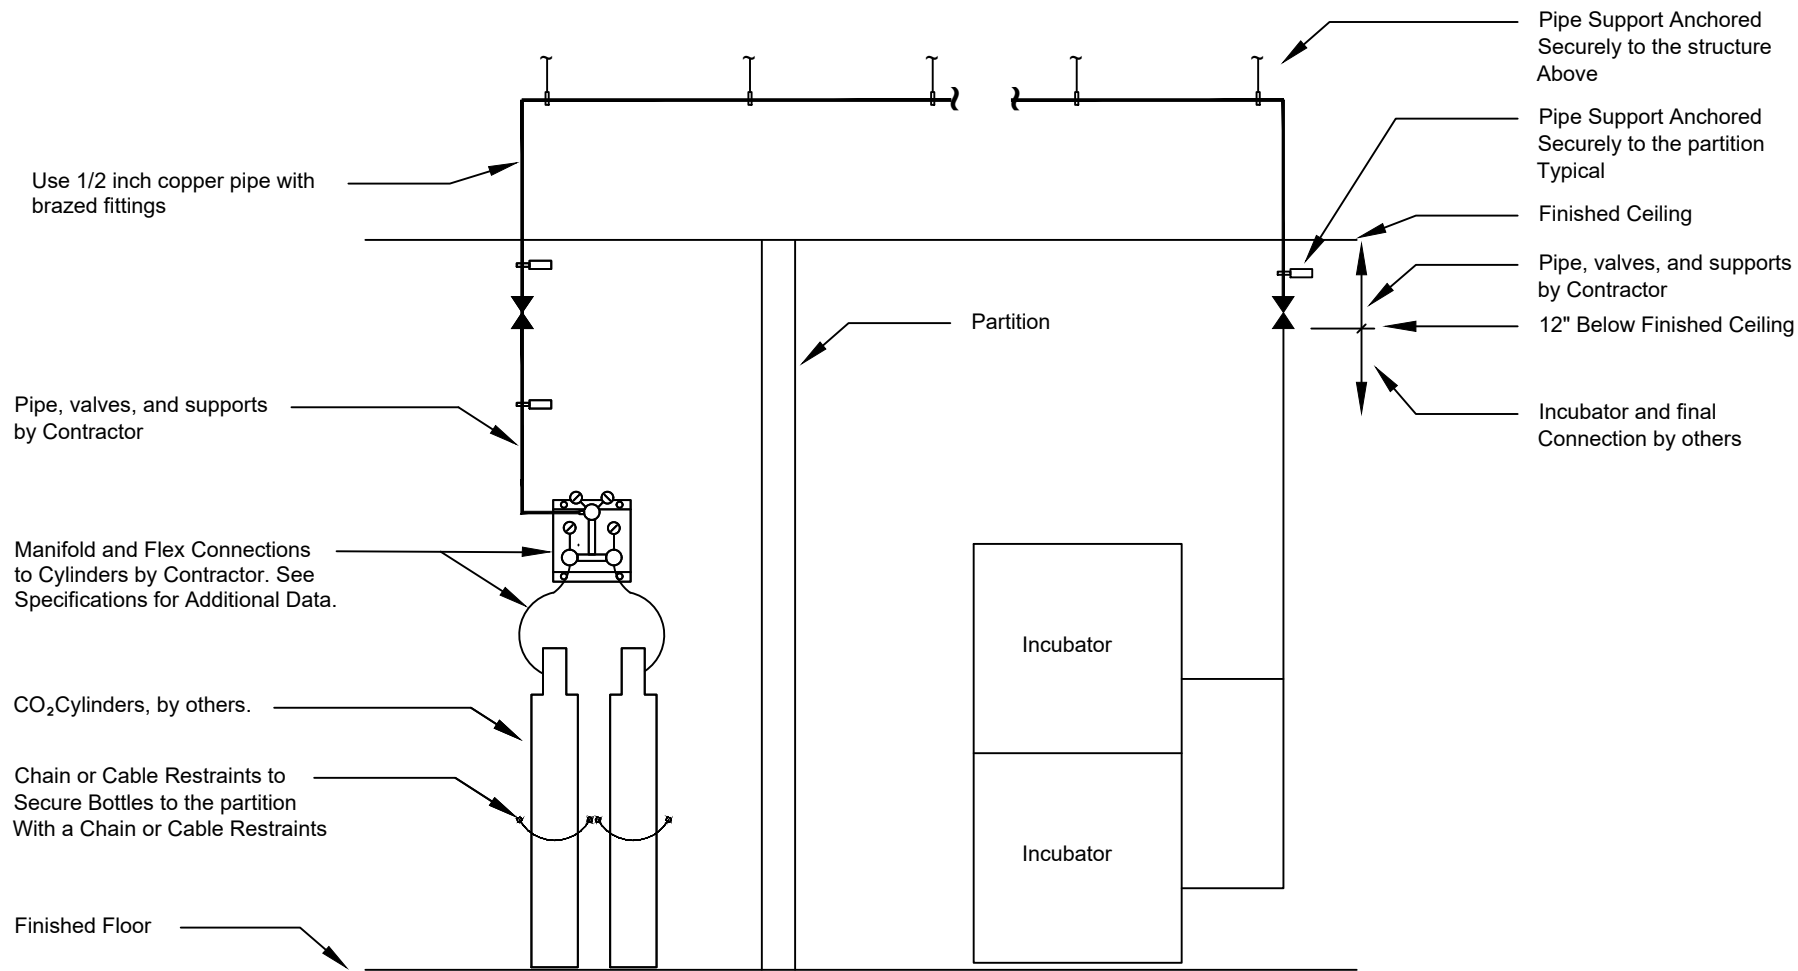 Pipe Support Anchored
Securely to the structure
Above
Pipe Support Anchored
Securely to the partition
Typical
Use 1/2 inch copper pipe with
brazed fittings
Finished Ceiling
Pipe, valves, and supports
by Contractor
Partition
12" Below Finished Ceiling
Pipe, valves, and supports
by Contractor
Incubator and final
Connection by others
Manifold and Flex Connections
to Cylinders by Contractor. See
Specifications for Additional Data.
Incubator
CO₂Cylinders, by others.
Chain or Cable Restraints to
Secure Bottles to the partition
With a Chain or Cable Restraints
Incubator
Finished Floor